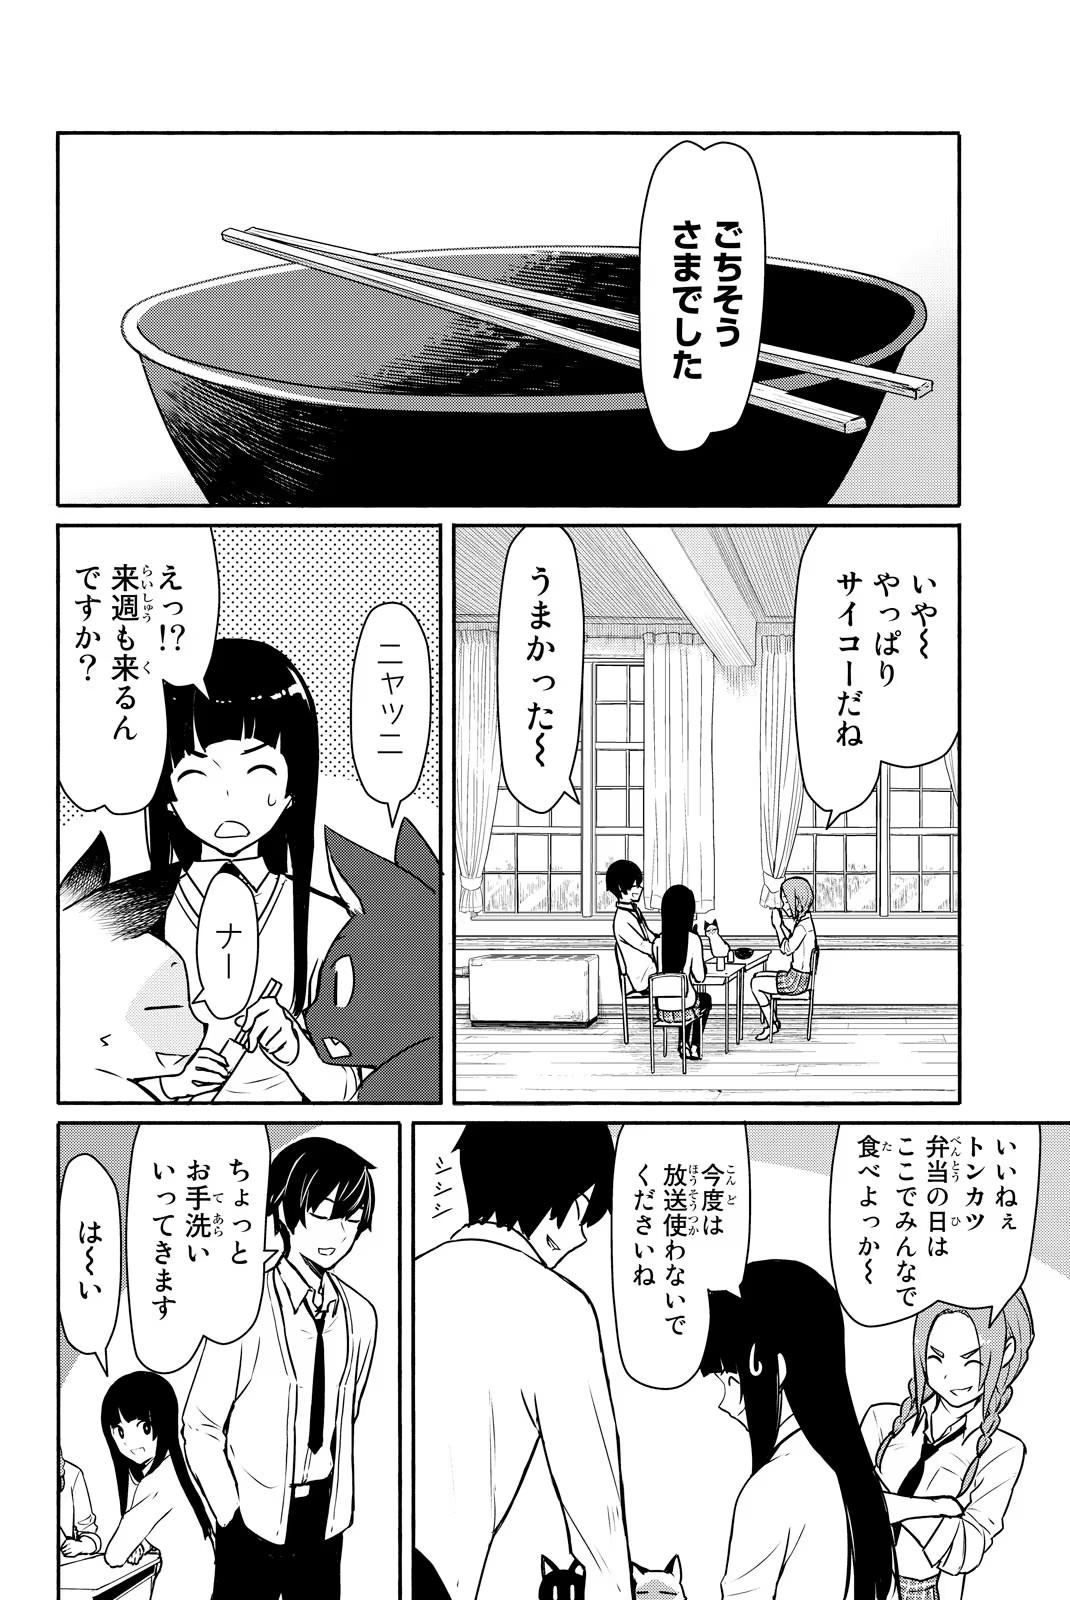 ごちそう
さまでした
いや〜
やっぱり
サイコーだね
うまかった〜
ニャッニ
えっ!?
来週も来るん
ですか?
ナー
いいねぇ
トンカツ
弁当の日は
ここでみんなで
食べよっか〜
今度は
放送使わないで
くださいね
シシシシ
ちょっと
お手洗い
いってきます
は〜い